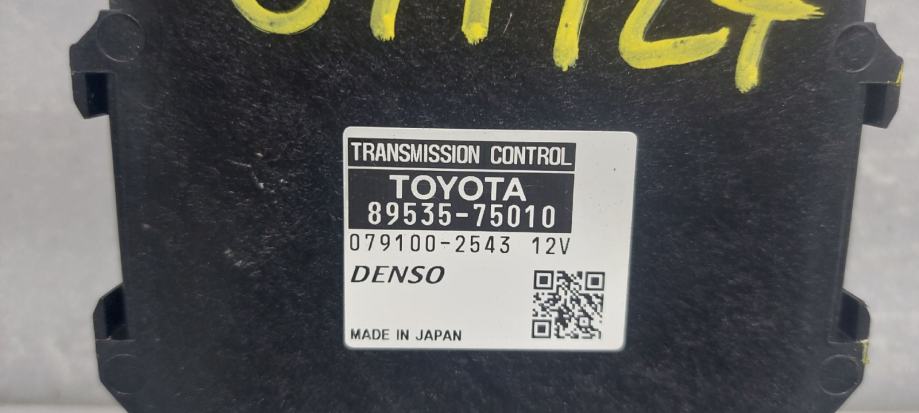 TRANSMISSION CONTROL
TOYOTA
89535-75010
079100-2543 12V
DENSO
MADE IN JAPAN